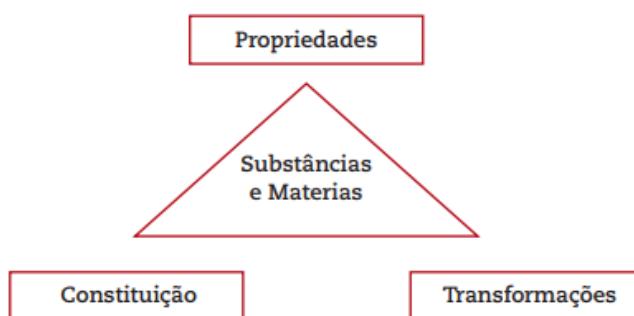 Propriedades
Substâncias
e Materias
Constituição
Transformações